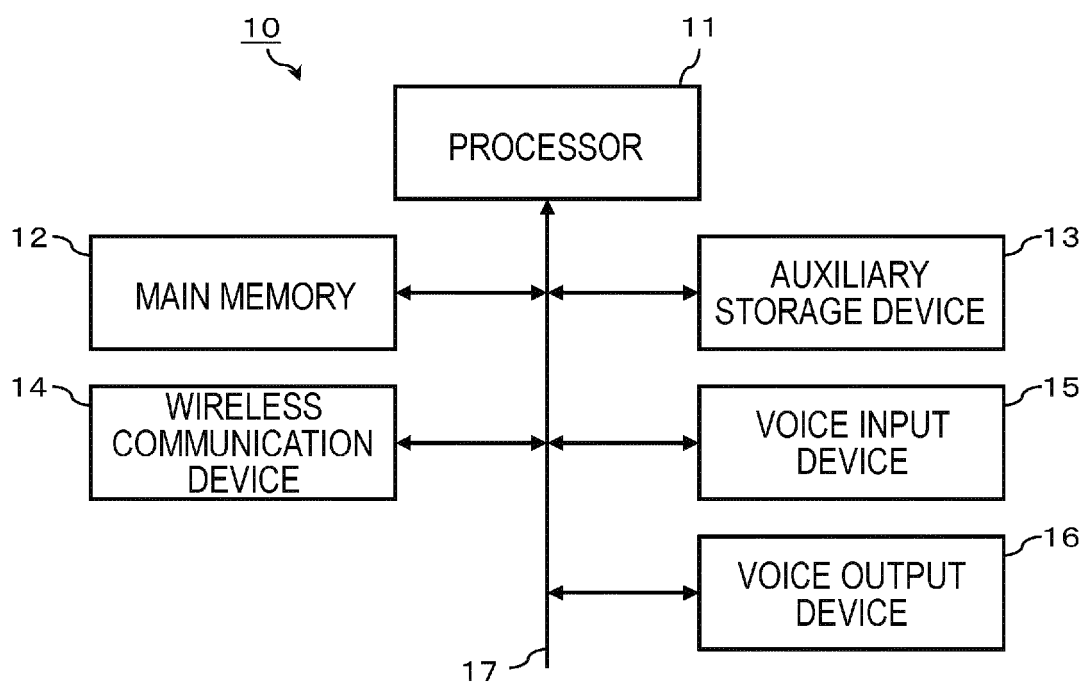 10
11
PROCESSOR
12
MAIN MEMORY
13
AUXILIARY
STORAGE DEVICE
14
WIRELESS
COMMUNICATION
DEVICE
15
VOICE INPUT
DEVICE
16
VOICE OUTPUT
DEVICE
17